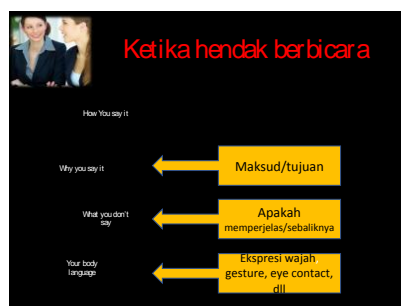 Ketika hendak berbicara
How You say it
Why you say it
Maksud/tujuan
What you don't
say
Apakah
memperjelas/sebaliknya
Your body
language
Ekspresi wajah,
gesture, eye contact,
dll